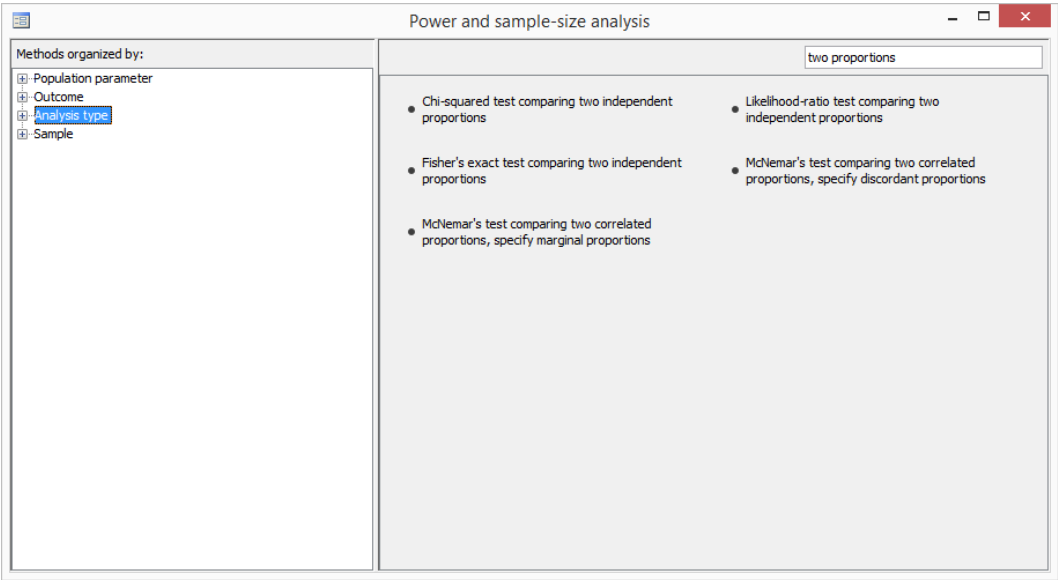 Power and sample-size analysis
Methods organized by:
two proportions
Population parameter
Outcome
Analysis type
Sample
Chi-squared test comparing two independent
proportions
Likelihood-ratio test comparing two
independent proportions
Fisher's exact test comparing two independent
proportions
McNemar's test comparing two correlated
proportions, specify discordant proportions
McNemar's test comparing two correlated
proportions, specify marginal proportions